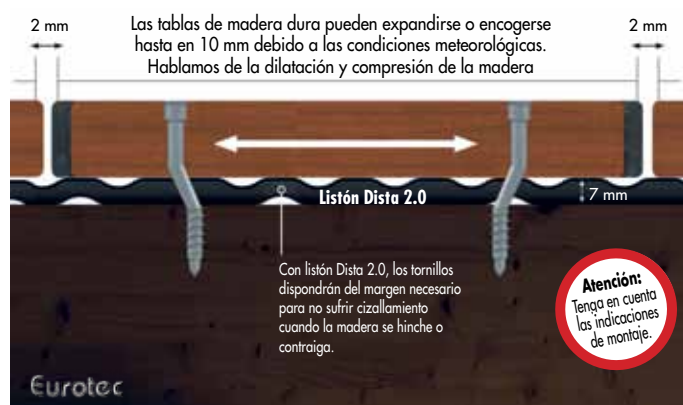 2 mm
Las tablas de madera dura pueden expandirse o encogerse
hasta en 10 mm debido a las condiciones meteorológicas.
Hablamos de la dilatación y compresión de la madera
2 mm
Listón Dista 2.0
7 mm
Con listón Dista 2.0, los tornillos
dispondrán del margen necesario
para no sufrir cizallamiento
cuando la madera se hinche o
contraiga.
Atención:
Tenga en cuenta
las indicaciones
de montaje.
Eurotec